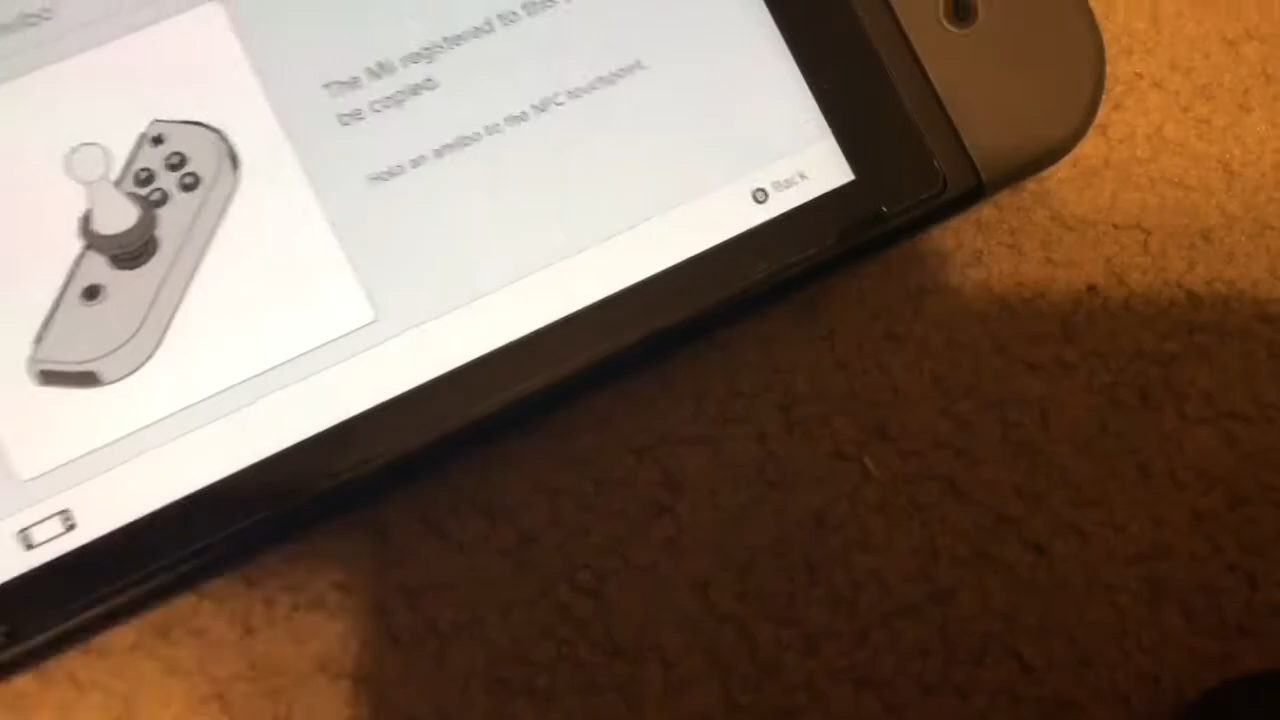 The Mii registered to this
be copied.
Hold an amiibo to the NFC touchpoint.
B Back